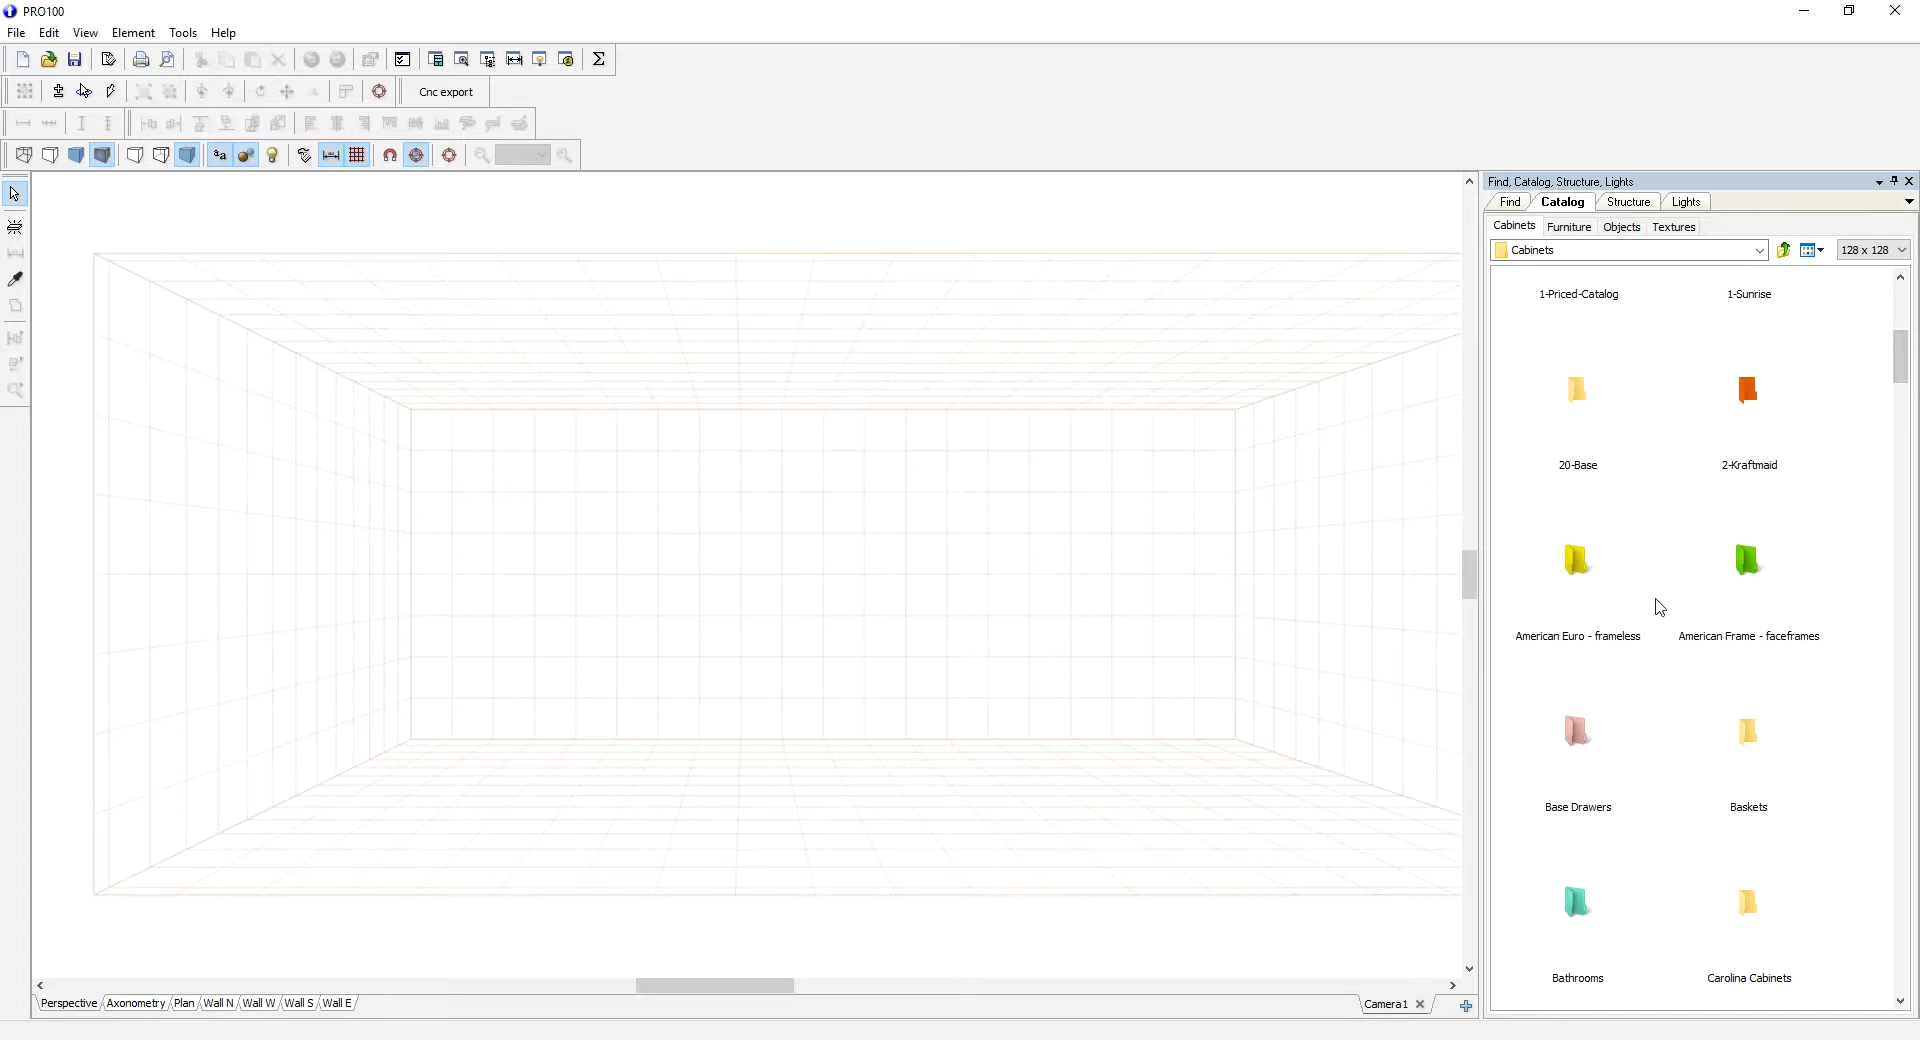 PRO100
File Edit View Element Tools Help
Cnc export
aa
Find, Catalog, Structure, Lights
Find Catalog Structure Lights
Cabinets Furniture Objects Textures
Cabinets 128 x 128
1-Priced-Catalog 1-Sunrise
20-Base 2-Kraftmaid
American Euro - frameless American Frame - faceframes
Base Drawers Baskets
Bathrooms Carolina Cabinets
Perspective Axonometry Plan Wall N Wall W Wall S Wall E Camera1